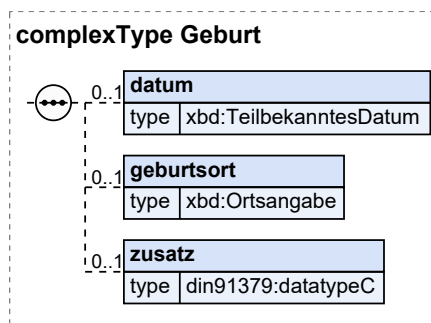 complexType Geburt
0..1 datum
type xbd:TeilbekanntesDatum
0..1 geburtsort
type xbd:Ortsangabe
0..1 zusatz
type din91379:datatypeC